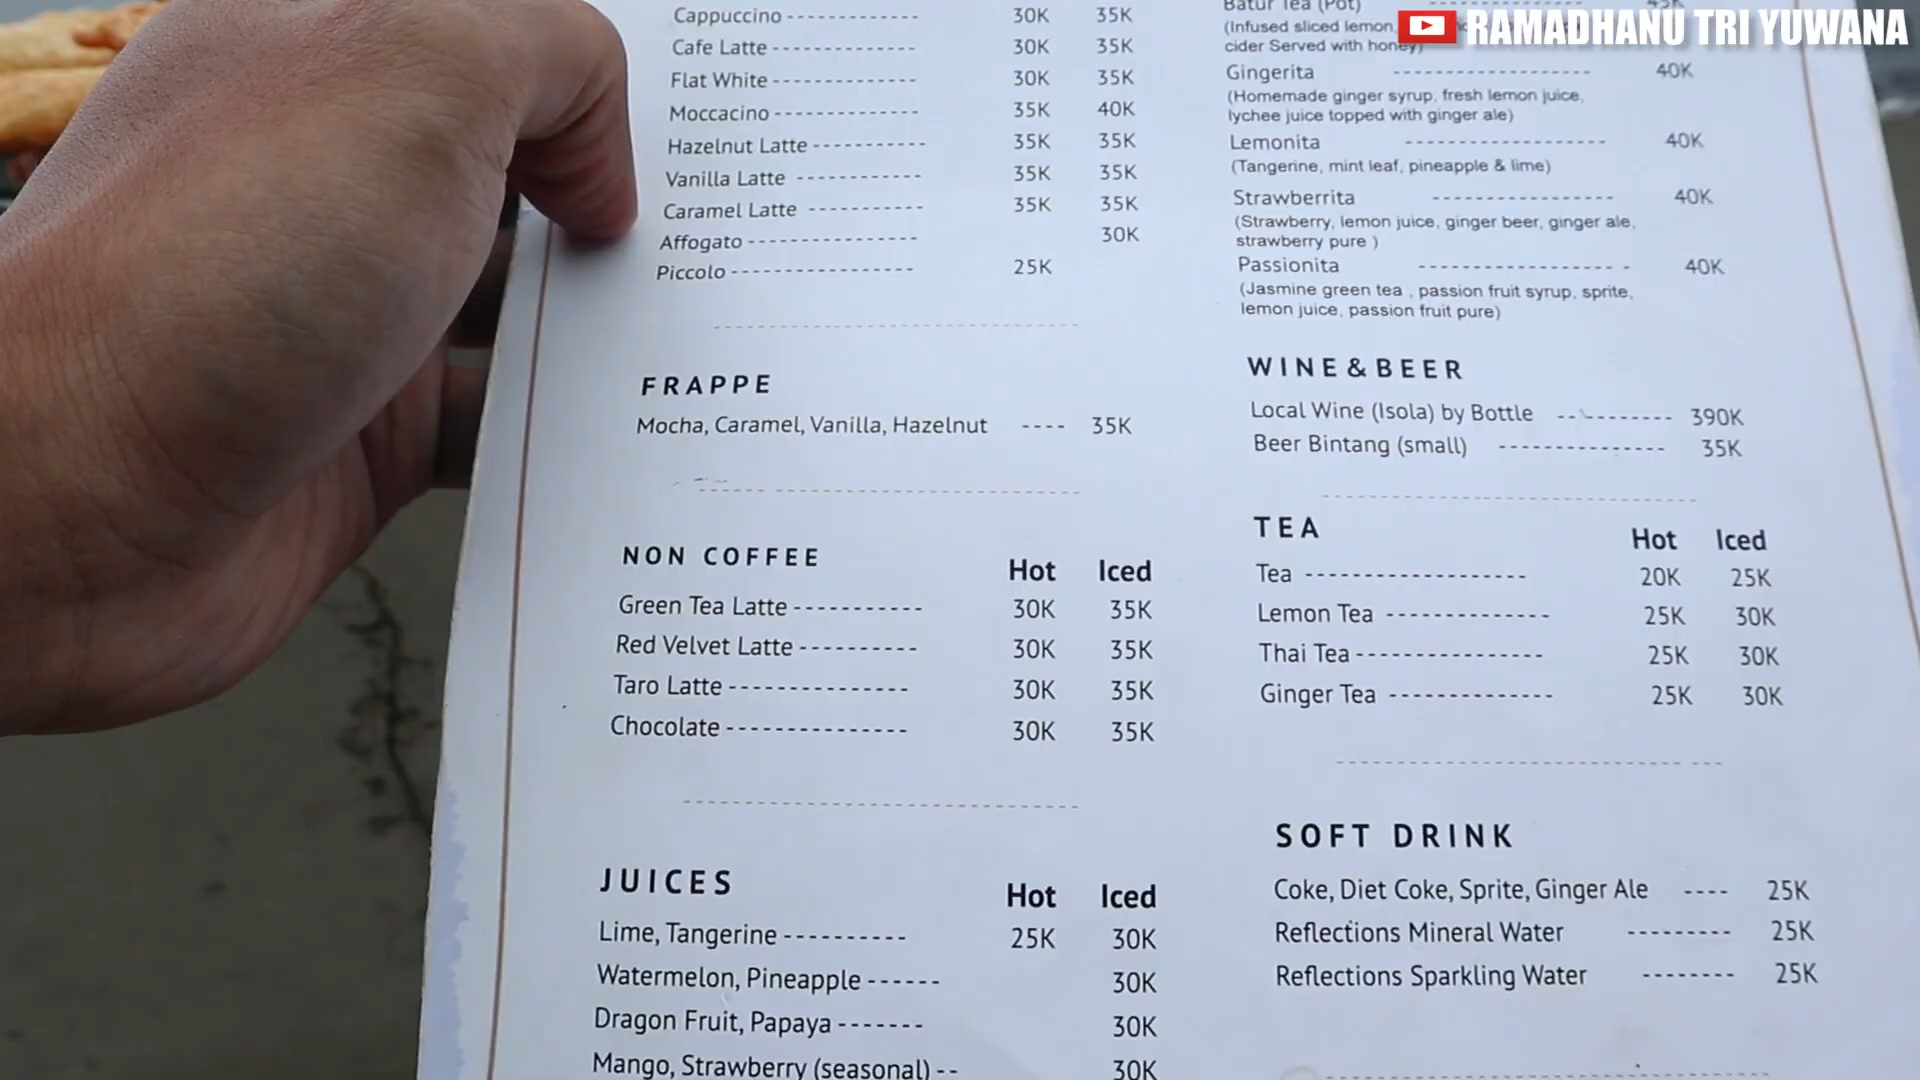 RAMADHANU TRI YUWANA
Cappuccino 30K 35K
Cafe Latte 30K 35K
Flat White 30K 35K
Moccacino 35K 40K
Hazelnut Latte 35K 35K
Vanilla Latte 35K 35K
Caramel Latte 35K 35K
Affogato 30K
Piccolo 25K
FRAPPE
Mocha, Caramel, Vanilla, Hazelnut 35K
NON COFFEE Hot Iced
Green Tea Latte 30K 35K
Red Velvet Latte 30K 35K
Taro Latte 30K 35K
Chocolate 30K 35K
JUICES Hot Iced
Lime, Tangerine 25K 30K
Watermelon, Pineapple 30K
Dragon Fruit, Papaya 30K
Mango, Strawberry (seasonal) 30K
Batur Tea (Pot)
(Infused sliced lemon,
cider Served with honey)
Gingerita 40K
(Homemade ginger syrup, fresh lemon juice,
lychee juice topped with ginger ale)
Lemonita 40K
(Tangerine, mint leaf, pineapple & lime)
Strawberrita 40K
(Strawberry, lemon juice, ginger beer, ginger ale,
strawberry pure )
Passionita 40K
(Jasmine green tea , passion fruit syrup, sprite,
lemon juice, passion fruit pure)
WINE&BEER
Local Wine (Isola) by Bottle 390K
Beer Bintang (small) 35K
TEA Hot Iced
Tea 20K 25K
Lemon Tea 25K 30K
Thai Tea 25K 30K
Ginger Tea 25K 30K
SOFT DRINK
Coke, Diet Coke, Sprite, Ginger Ale 25K
Reflections Mineral Water 25K
Reflections Sparkling Water 25K